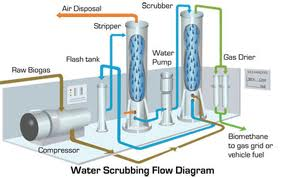 Air Disposal
Scrubber
Stripper
Flash tank
Water
Pump
Gas Drier
Raw Biogas
Compressor
Biomethane
to gas grid or
vehicle fuel
Water Scrubbing Flow Diagram